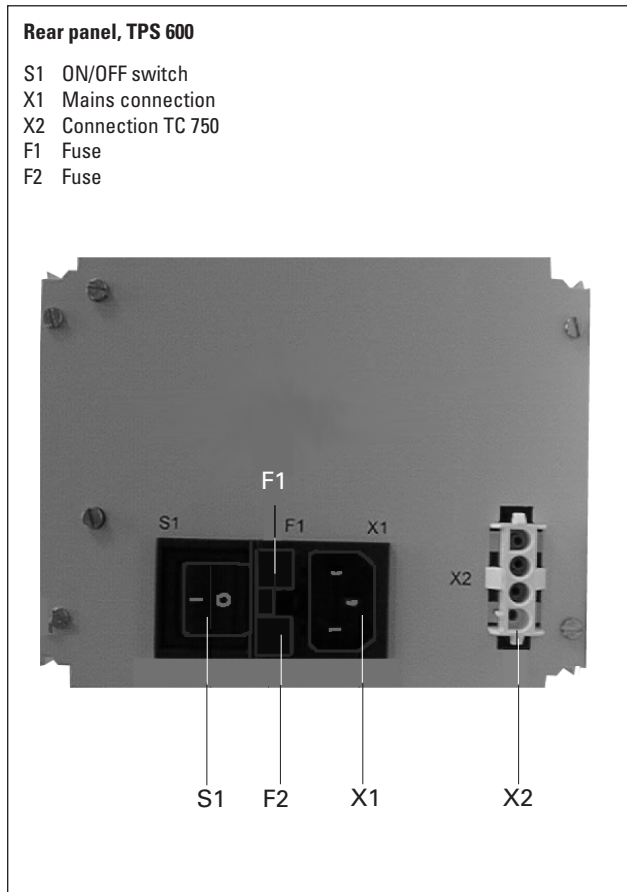 Rear panel, TPS 600
S1 ON/OFF switch
X1 Mains connection
X2 Connection TC 750
F1 Fuse
F2 Fuse
F1
S1 F1 X1
X2
S1 F2 X1 X2